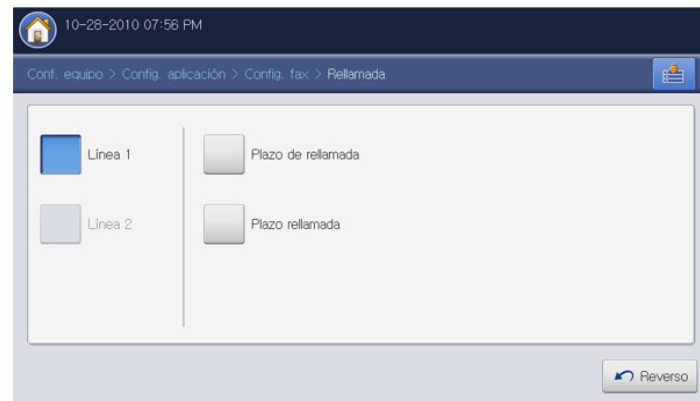 10-28-2010 07:56 PM
Conf. equipo > Config. aplicación > Config. fax > Rellamada
Línea 1
Plazo de rellamada
Línea 2
Plazo rellamada
Reverso